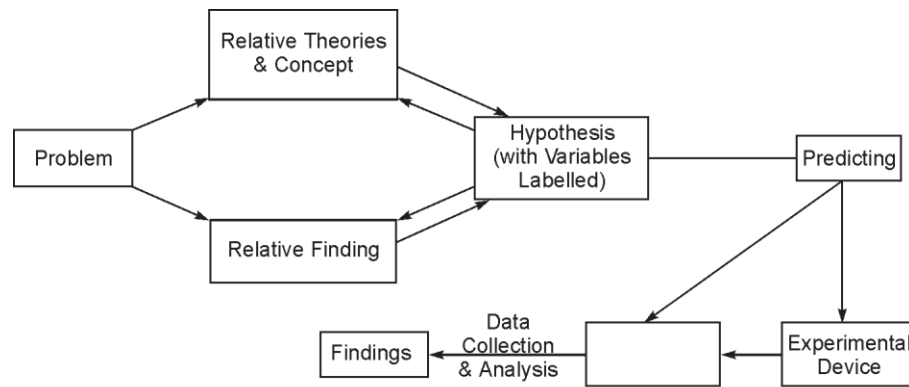 Relative Theories
& Concept
Problem
Hypothesis
(with Variables
Labelled)
Predicting
Relative Finding
Findings
Data
Collection
& Analysis
Experimental
Device